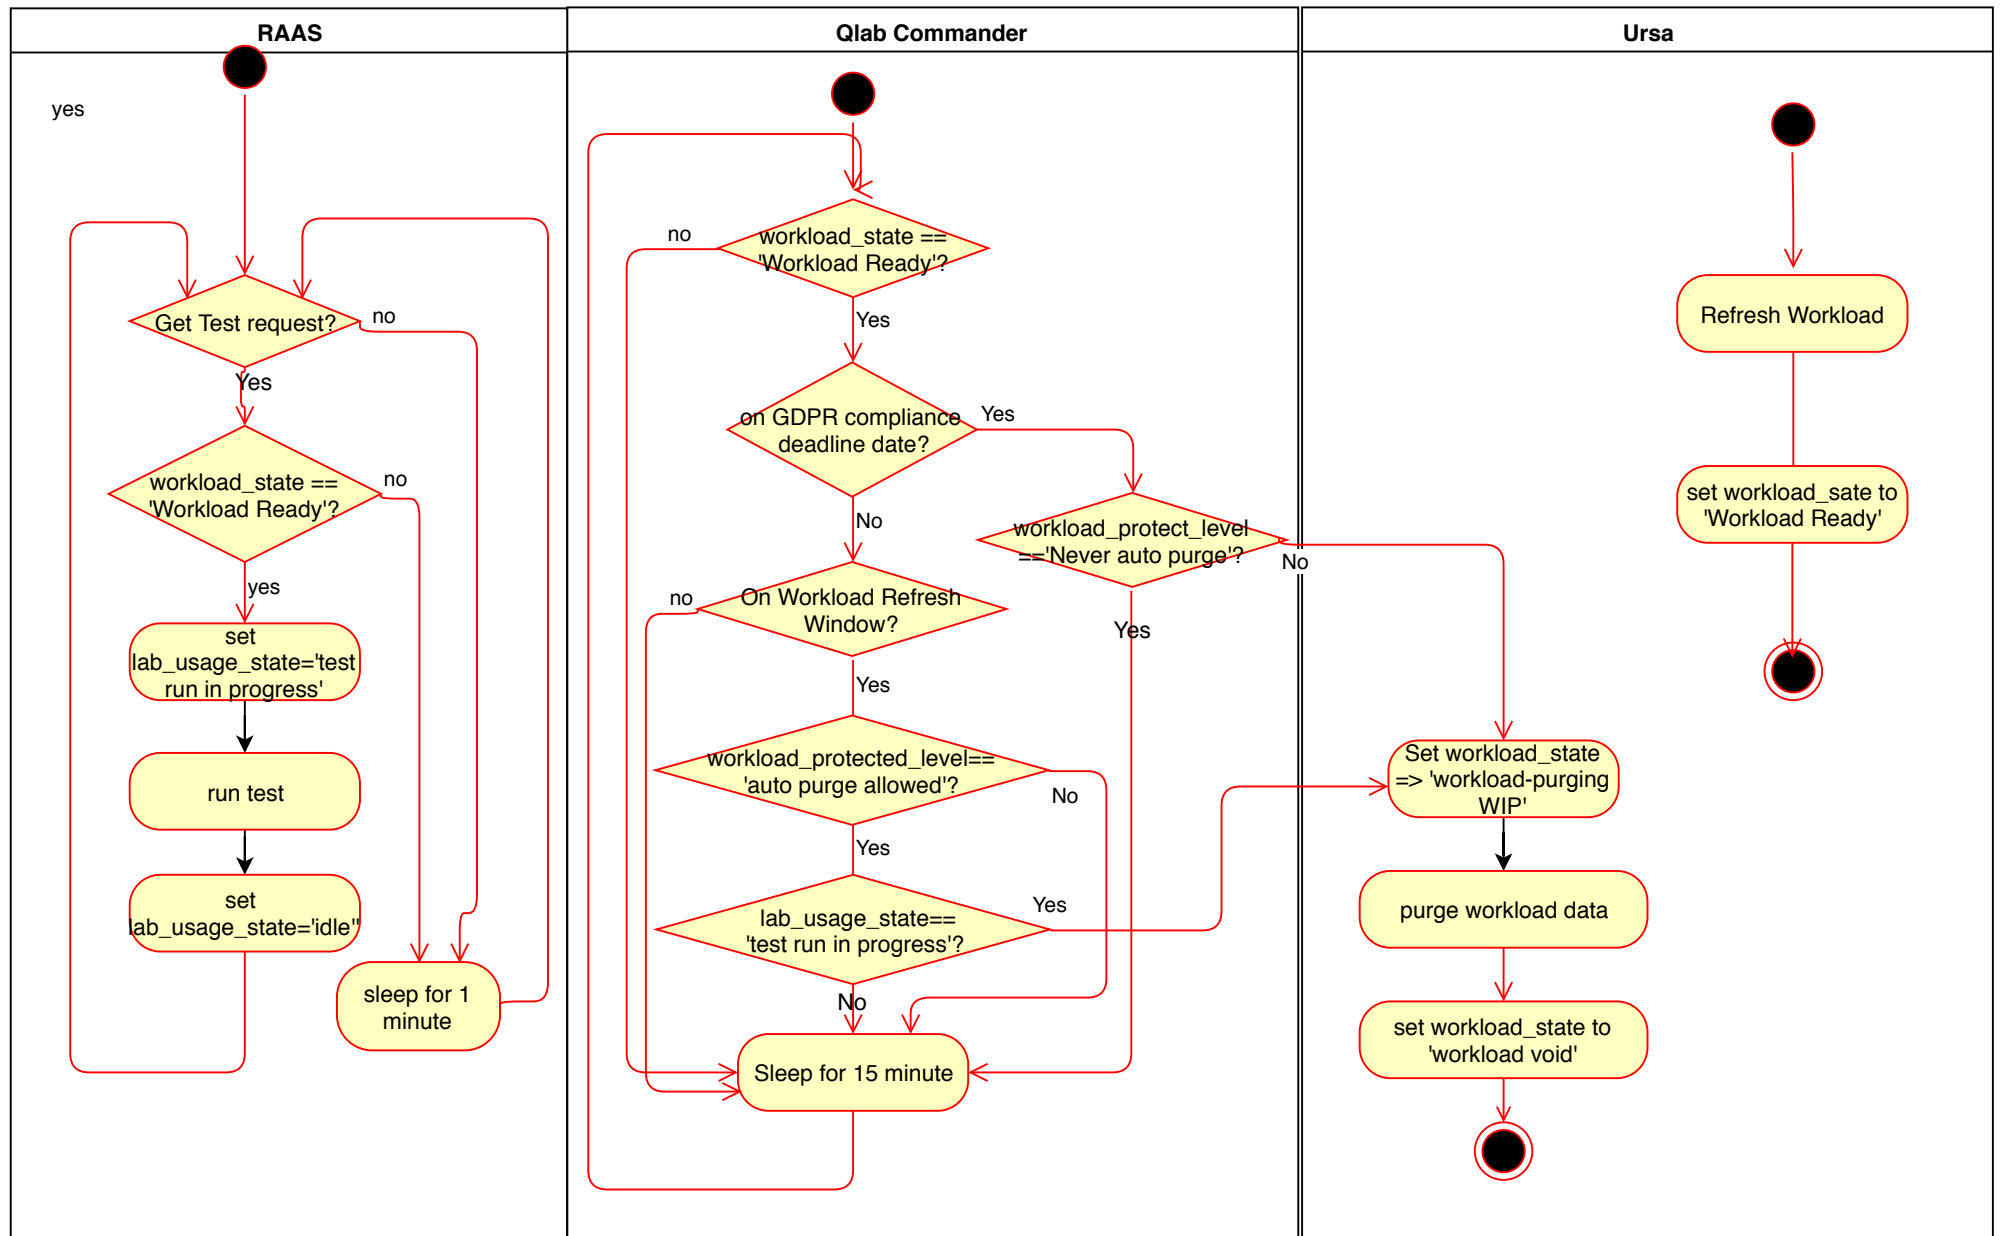 RAAS
yes
Get Test request?
no
Yes
workload_state ==
'Workload Ready'?
no
yes
set
lab_usage_state='test
run in progress'
run test
set
lab_usage_state='idle"
sleep for 1
minute
Qlab Commander
workload_state ==
'Workload Ready'?
no
Yes
on GDPR compliance
deadline date?
Yes
No
workload_protect_level
=='Never auto purge'?
No
Yes
On Workload Refresh
Window?
no
Yes
workload_protected_level==
'auto purge allowed'?
No
Yes
lab_usage_state==
'test run in progress'?
Yes
No
Sleep for 15 minute
Ursa
Refresh Workload
set workload_sate to
'Workload Ready'
Set workload_state
=> 'workload-purging
WIP'
purge workload data
set workload_state to
'workload void'